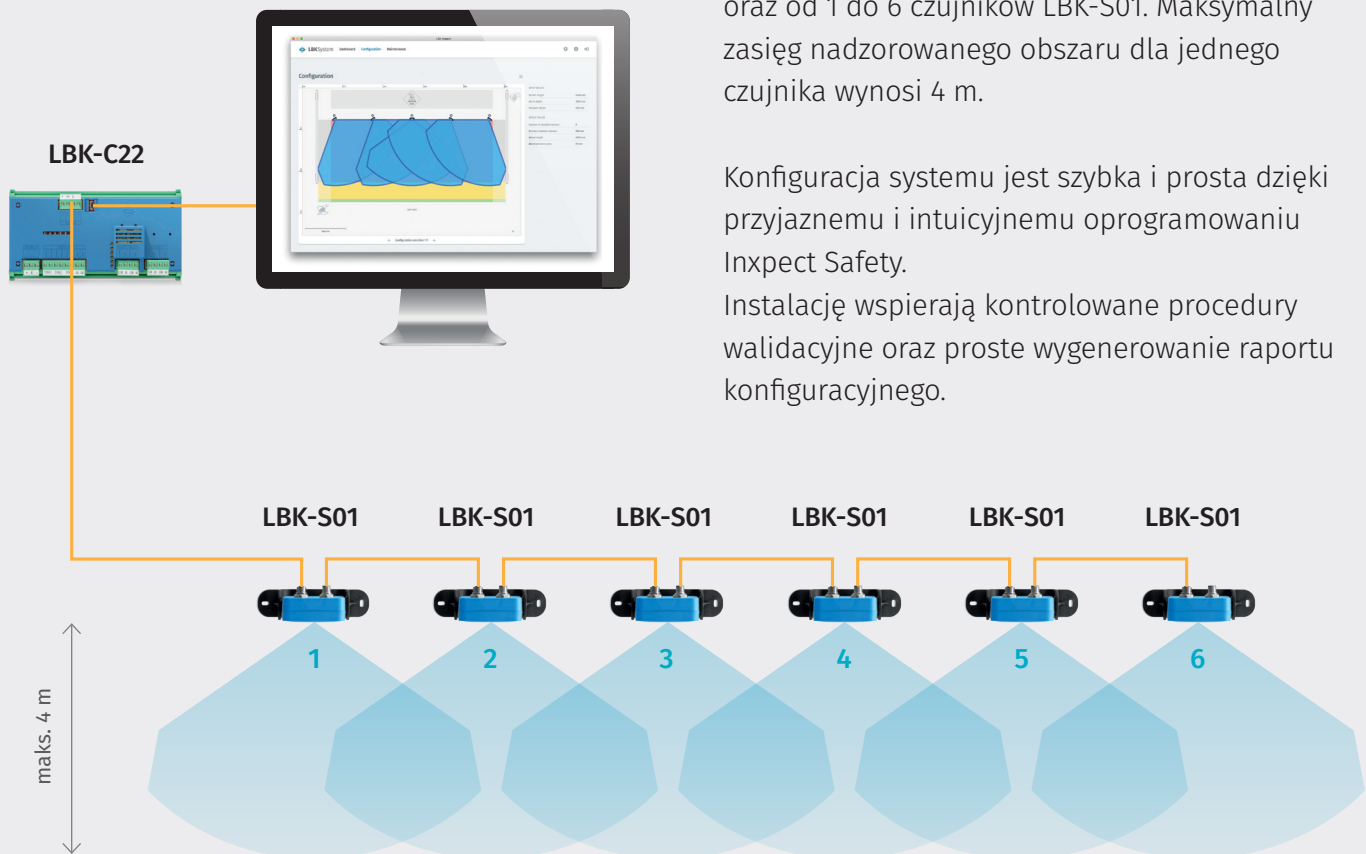 oraz od 1 do 6 czujników LBK-S01. Maksymalny
zasięg nadzorowanego obszaru dla jednego
czujnika wynosi 4 m.
Konfiguracja systemu jest szybka i prosta dzięki
przyjaznemu i intuicyjnemu oprogramowaniu
Inxpect Safety.
Instalację wspierają kontrolowane procedury
walidacyjne oraz proste wygenerowanie raportu
konfiguracyjnego.
LBK-C22
LBKSystem Dashboard Configuration Maintenance
Configuration
LBK-S01 LBK-S01 LBK-S01 LBK-S01 LBK-S01 LBK-S01
1 2 3 4 5 6
maks. 4 m